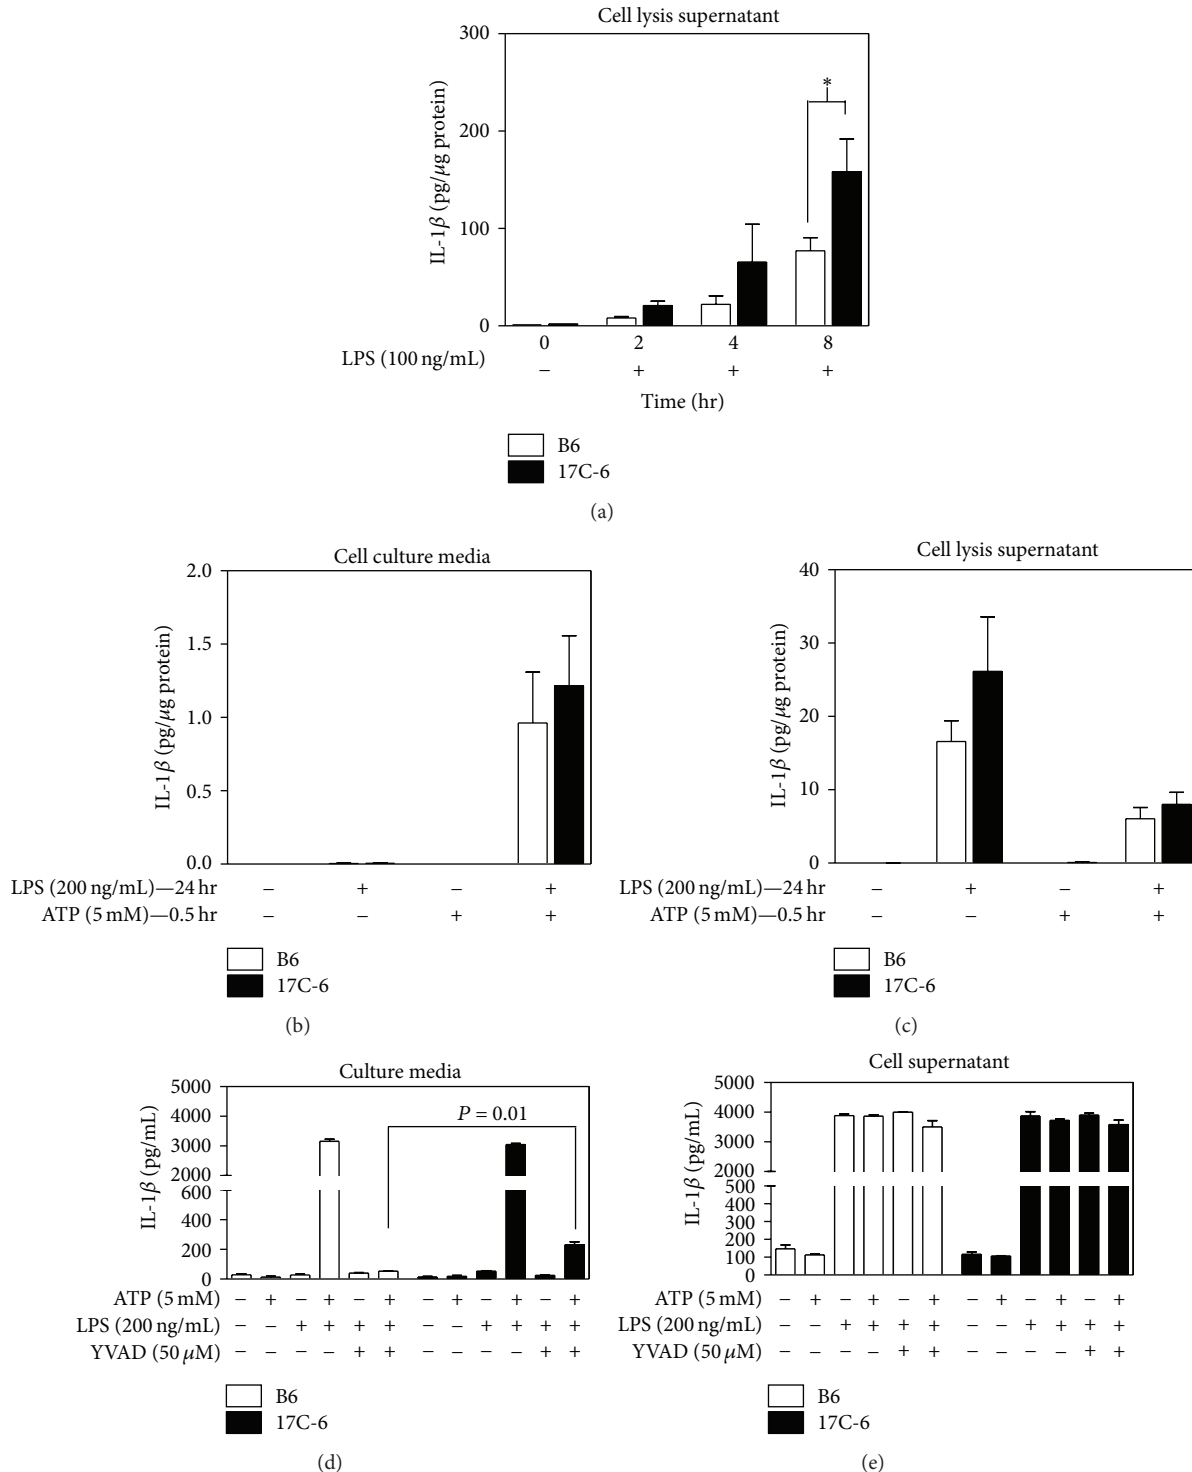 Cell lysis supernatant
300
200
100
0
IL-1β (pg/μg protein)
*
0 2 4 8
LPS (100 ng/mL) − + + +
Time (hr)
B6
17C-6
(a)
Cell culture media
2.0
1.5
1.0
0.5
0.0
IL-1β (pg/μg protein)
LPS (200 ng/mL)—24 hr − + − +
ATP (5 mM)—0.5 hr − − + +
B6
17C-6
(b)
Cell lysis supernatant
40
30
20
10
0
IL-1β (pg/μg protein)
LPS (200 ng/mL)—24 hr − + − +
ATP (5 mM)—0.5 hr − − + +
B6
17C-6
(c)
Culture media
5000
4000
3000
2000
600
400
200
0
IL-1β (pg/mL)
P = 0.01
ATP (5 mM) − + − + − + − + − + − +
LPS (200 ng/mL) − − + + + + − − + + + +
YVAD (50 μM) − − − − + + − − − − + +
B6
17C-6
(d)
Cell supernatant
5000
4000
3000
2000
500
400
300
200
100
0
IL-1β (pg/mL)
ATP (5 mM) − + − + − + − + − + − +
LPS (200 ng/mL) − − + + + + − − + + + +
YVAD (50 μM) − − − − + + − − − − + +
B6
17C-6
(e)